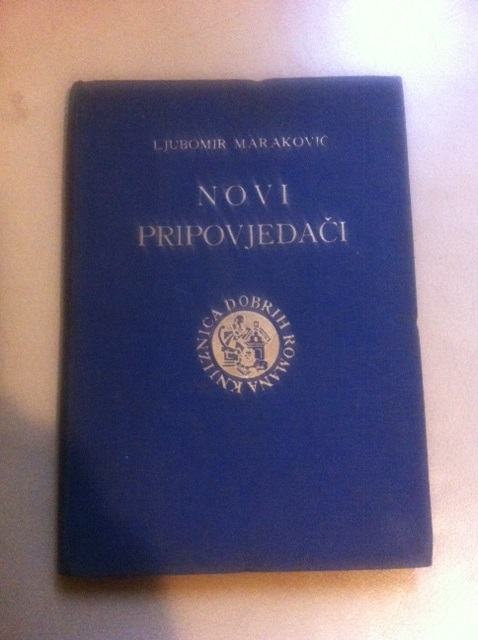 LJUBOMIR MARAKOVIĆ
NOVI
PRIPOVJEDAČI
KNJIŽNICA DOBRIH ROMANA